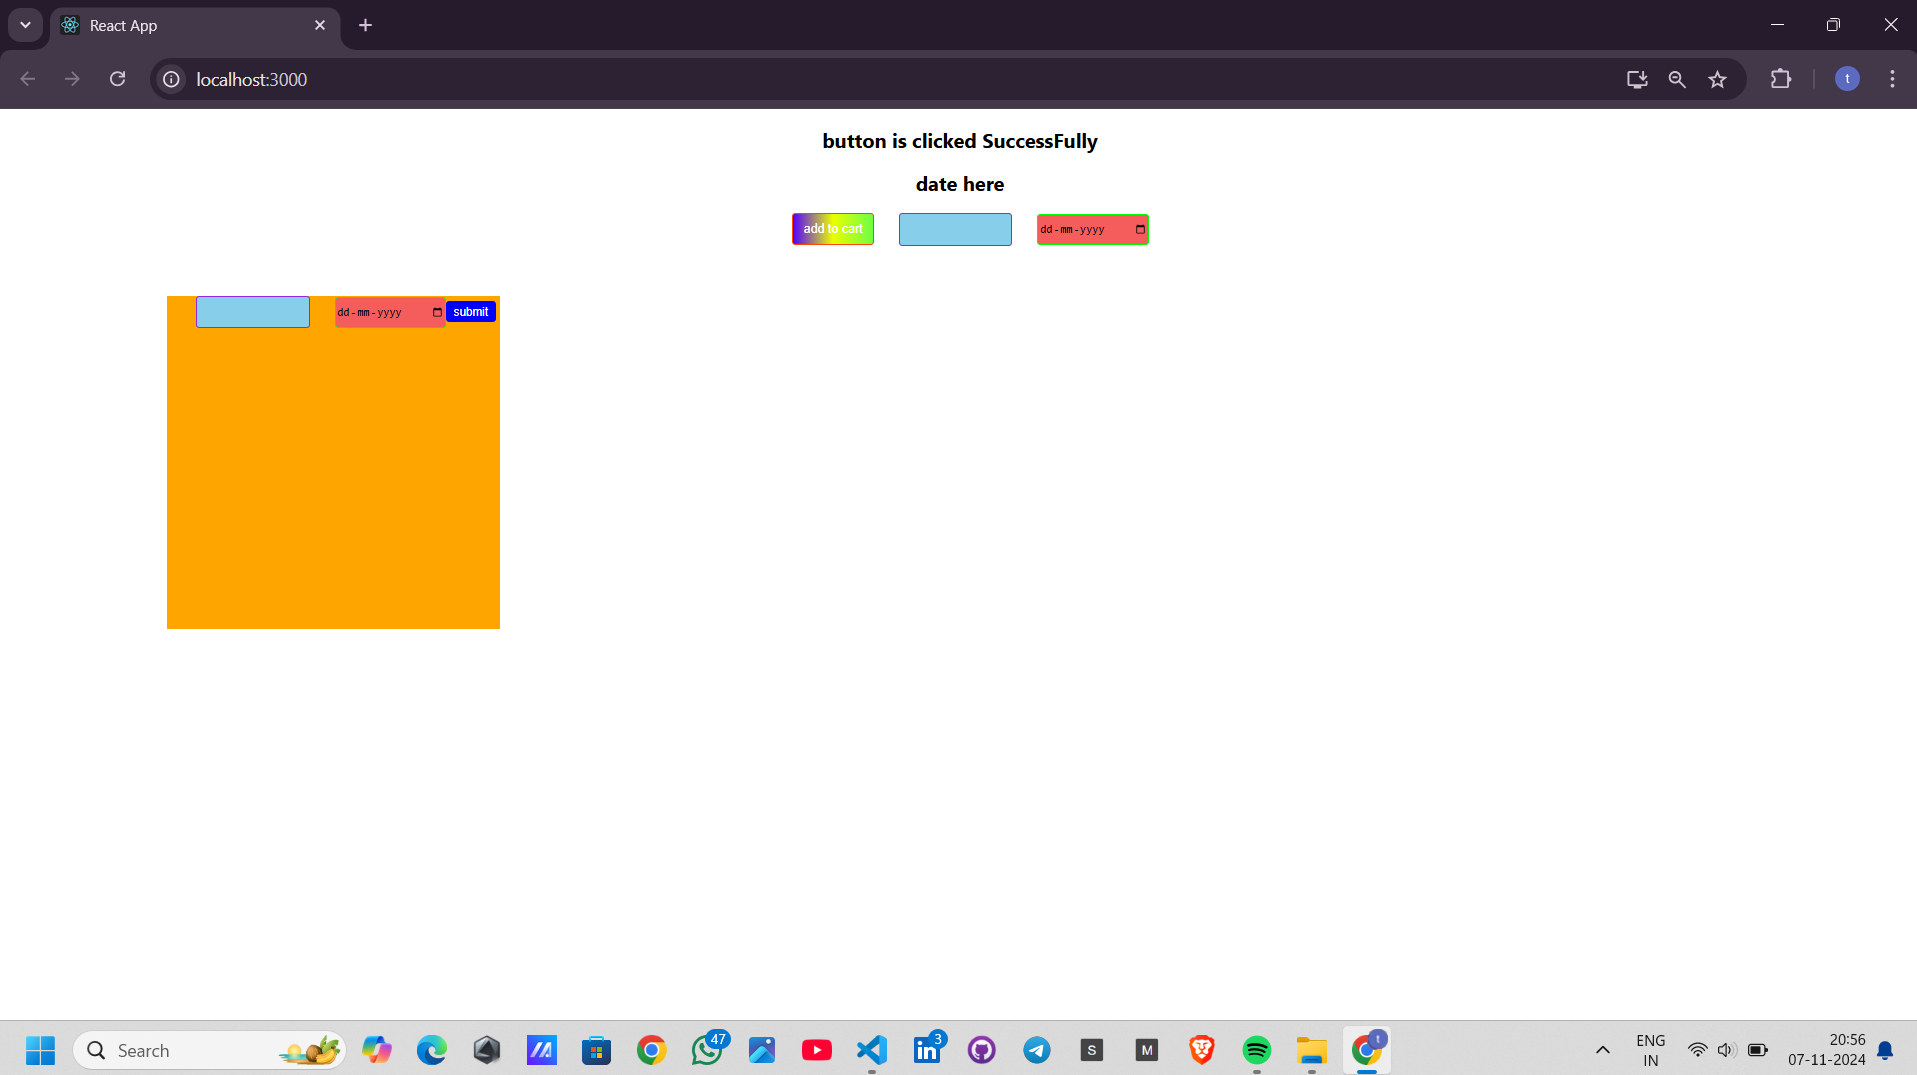 React App
localhost:3000
t
button is clicked SuccessFully
date here
add to cart
dd-mm-yyyy
dd-mm-yyyy
submit
Search
47
3
S
M
t
ENG
IN
20:56
07-11-2024